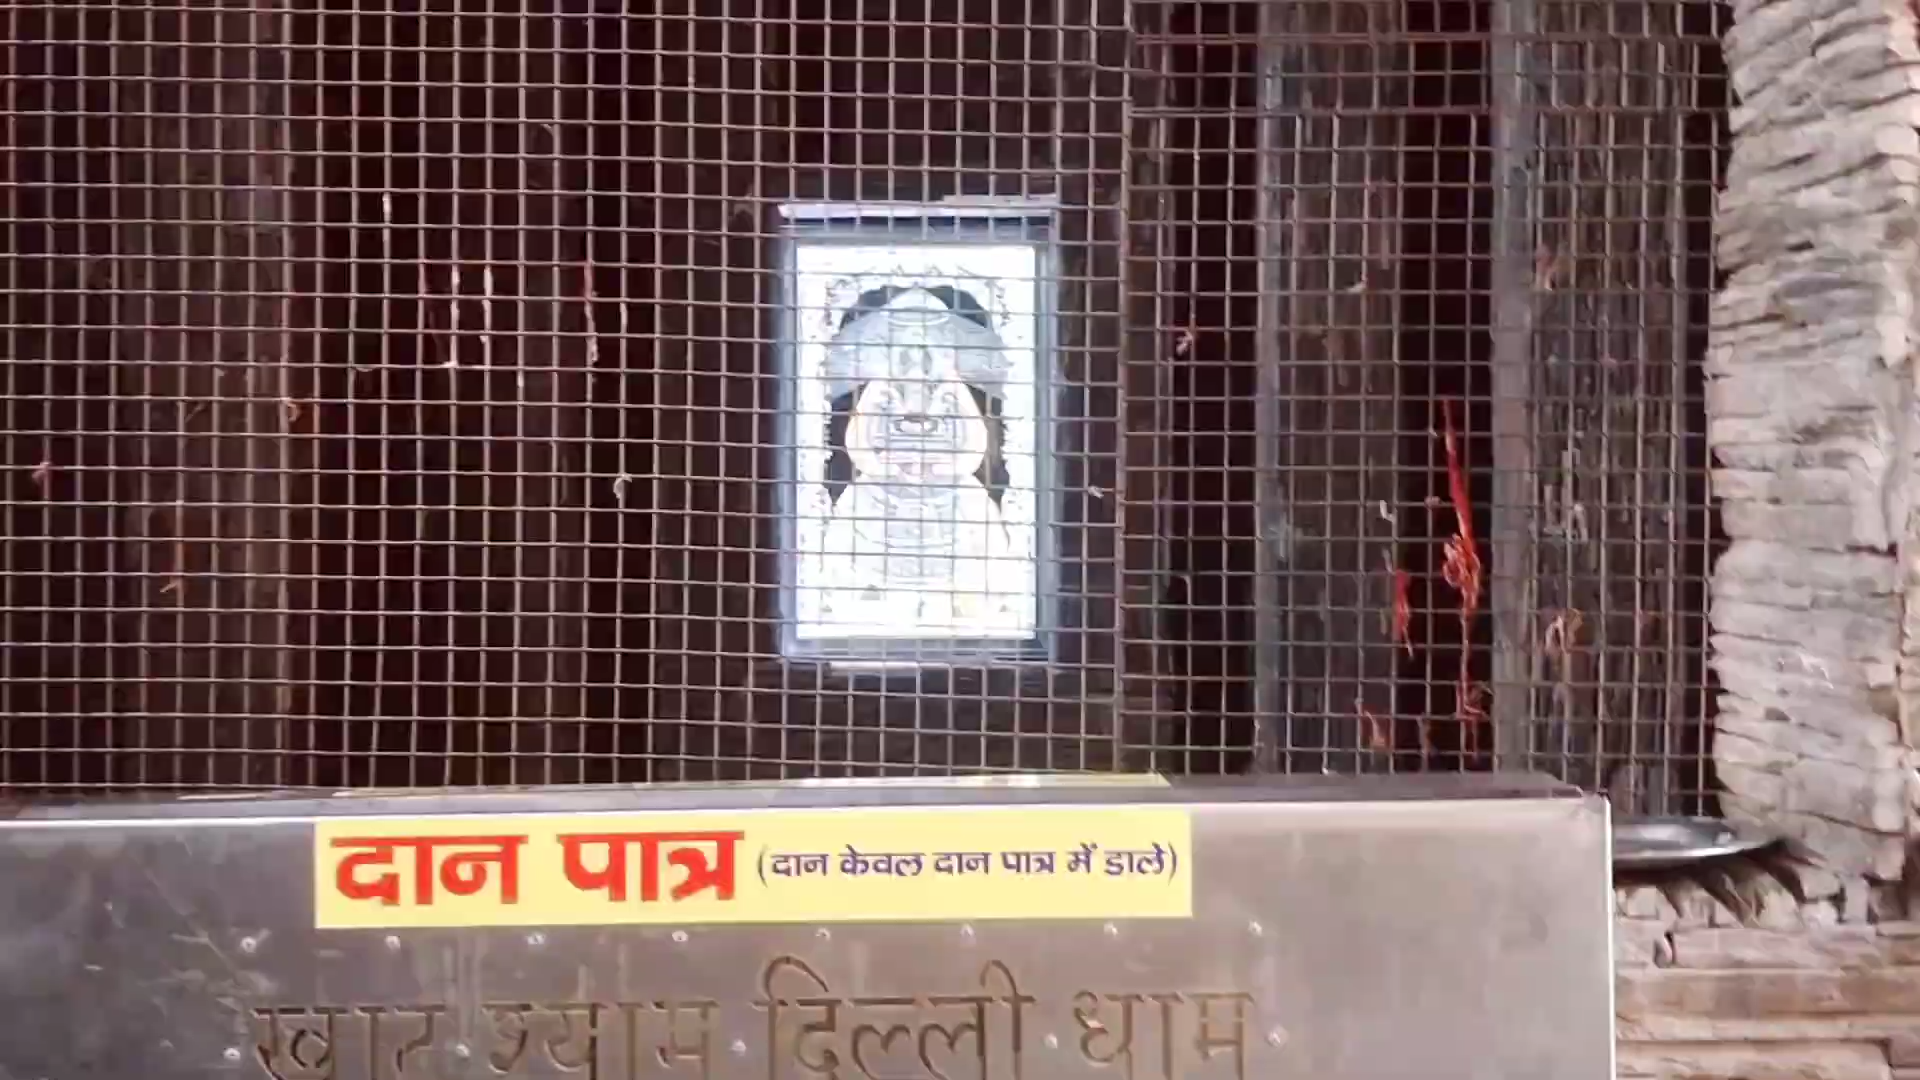 दान पात्र (दान केवल दान पात्र में डाले)
श्याम दिल्ली धाम